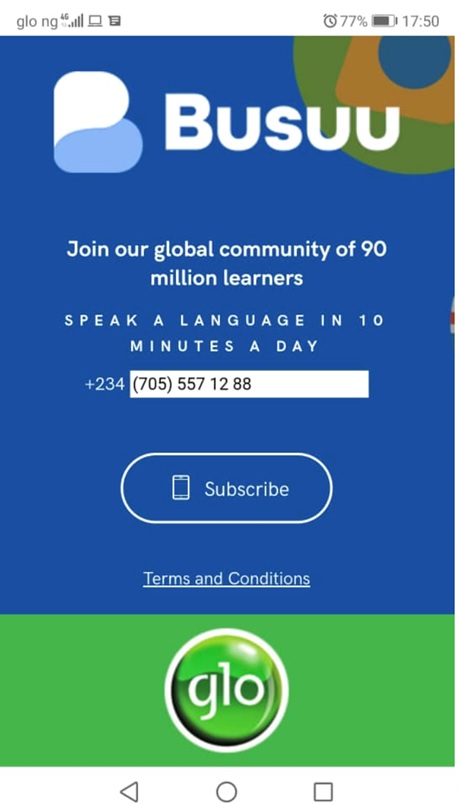 glo ng 4G 77% 17:50
Busuu
Join our global community of 90
million learners
SPEAK A LANGUAGE IN 10
MINUTES A DAY
+234 (705) 557 12 88
Subscribe
Terms and Conditions
glo